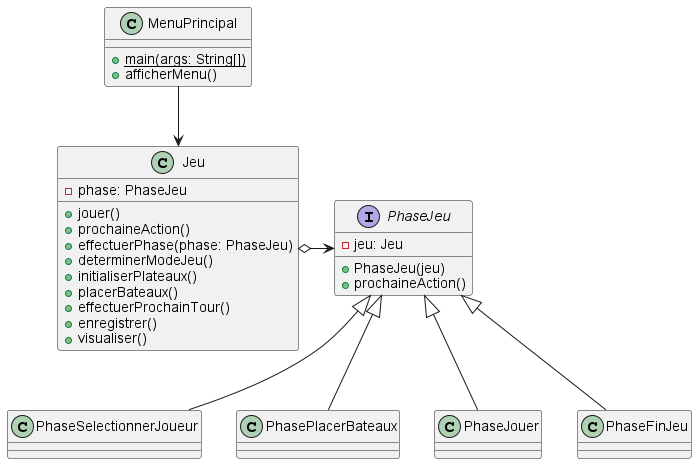 C MenuPrincipal
main(args: String[])
afficherMenu()
C Jeu
phase: PhaseJeu
jouer()
prochaineAction()
effectuerPhase(phase: PhaseJeu)
determinerModeJeu()
initialiserPlateaux()
placerBateaux()
effectuerProchainTour()
enregistrer()
visualiser()
I PhaseJeu
jeu: Jeu
PhaseJeu(jeu)
prochaineAction()
C PhaseSelectionnerJoueur
C PhasePlacerBateaux
C PhaseJouer
C PhaseFinJeu